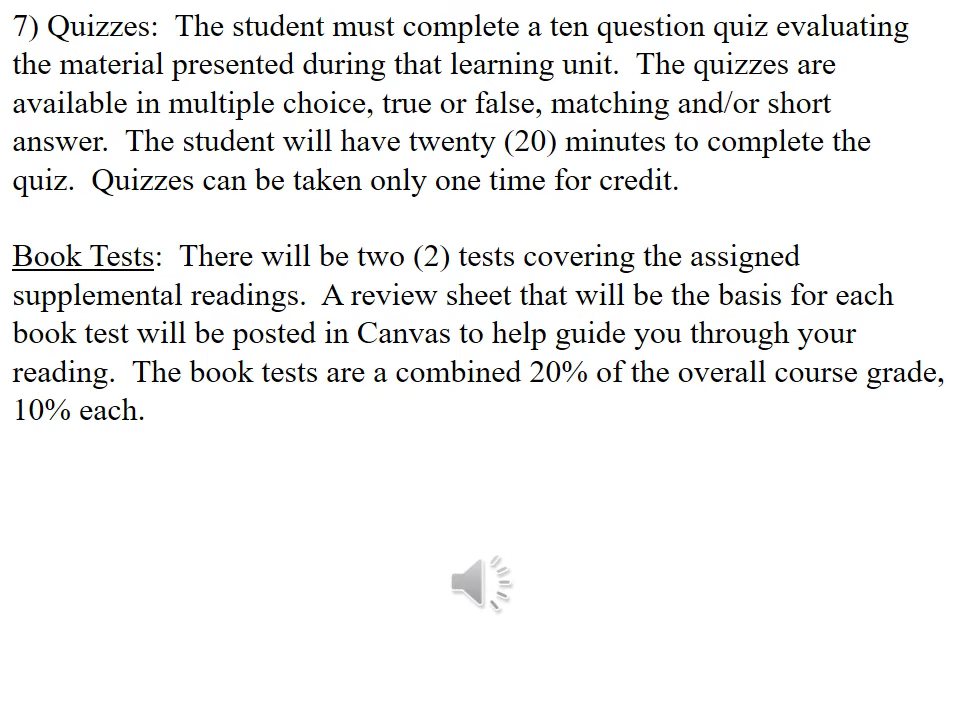 7) Quizzes:  The student must complete a ten question quiz evaluating
the material presented during that learning unit.  The quizzes are
available in multiple choice, true or false, matching and/or short
answer.  The student will have twenty (20) minutes to complete the
quiz.  Quizzes can be taken only one time for credit.
Book Tests:  There will be two (2) tests covering the assigned
supplemental readings.  A review sheet that will be the basis for each
book test will be posted in Canvas to help guide you through your
reading.  The book tests are a combined 20% of the overall course grade,
10% each.